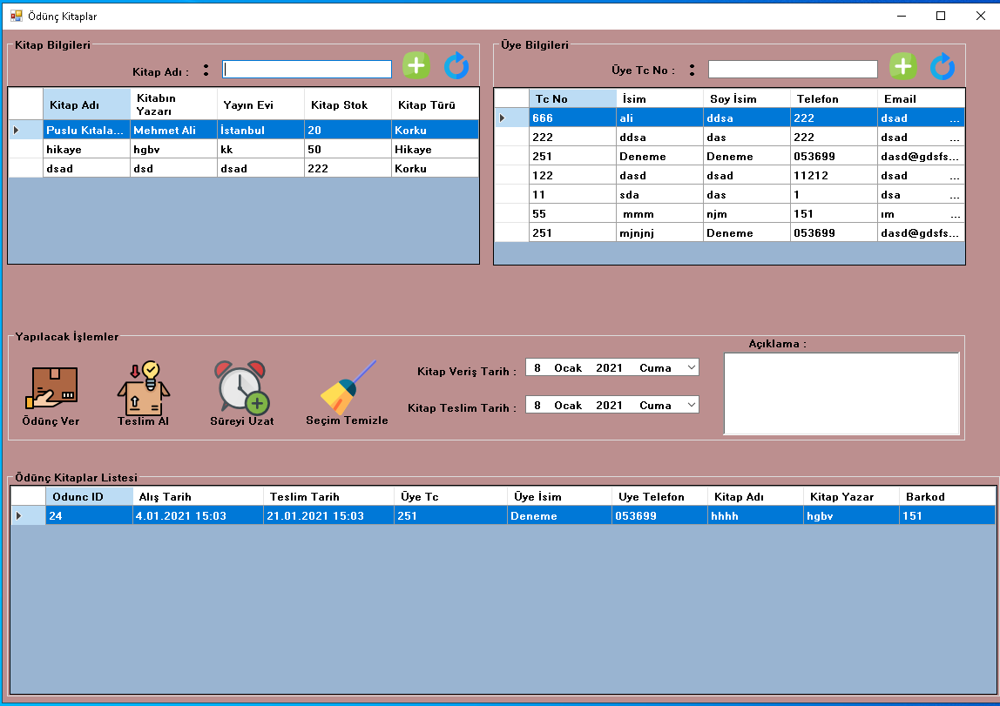 Ödünç Kitaplar
Kitap Bilgileri
Kitap Adı : :
Kitap Adı Kitabın Yazarı Yayın Evi Kitap Stok Kitap Türü
Puslu Kıtala... Mehmet Ali İstanbul 20 Korku
hikaye hgbv kk 50 Hikaye
dsad dsd dsad 222 Korku
Üye Bilgileri
Üye Tc No : :
Tc No İsim Soy İsim Telefon Email
666 ali ddsa 222 dsad ...
222 ddsa das 222 dsad ...
251 Deneme Deneme 053699 dasd@gdsfs...
122 dasd dsad 11212 dsad ...
11 sda das 1 dsa ...
55 mmm njm 151 ım ...
251 mjnjnj Deneme 053699 dasd@gdsfs...
Yapılacak İşlemler
Ödünç Ver Teslim Al Süreyi Uzat Seçim Temizle
Kitap Veriş Tarih : 8 Ocak 2021 Cuma
Kitap Teslim Tarih : 8 Ocak 2021 Cuma
Açıklama :
Ödünç Kitaplar Listesi
Odunc ID Alış Tarih Teslim Tarih Üye Tc Üye İsim Uye Telefon Kitap Adı Kitap Yazar Barkod
24 4.01.2021 15:03 21.01.2021 15:03 251 Deneme 053699 hhhh hgbv 151